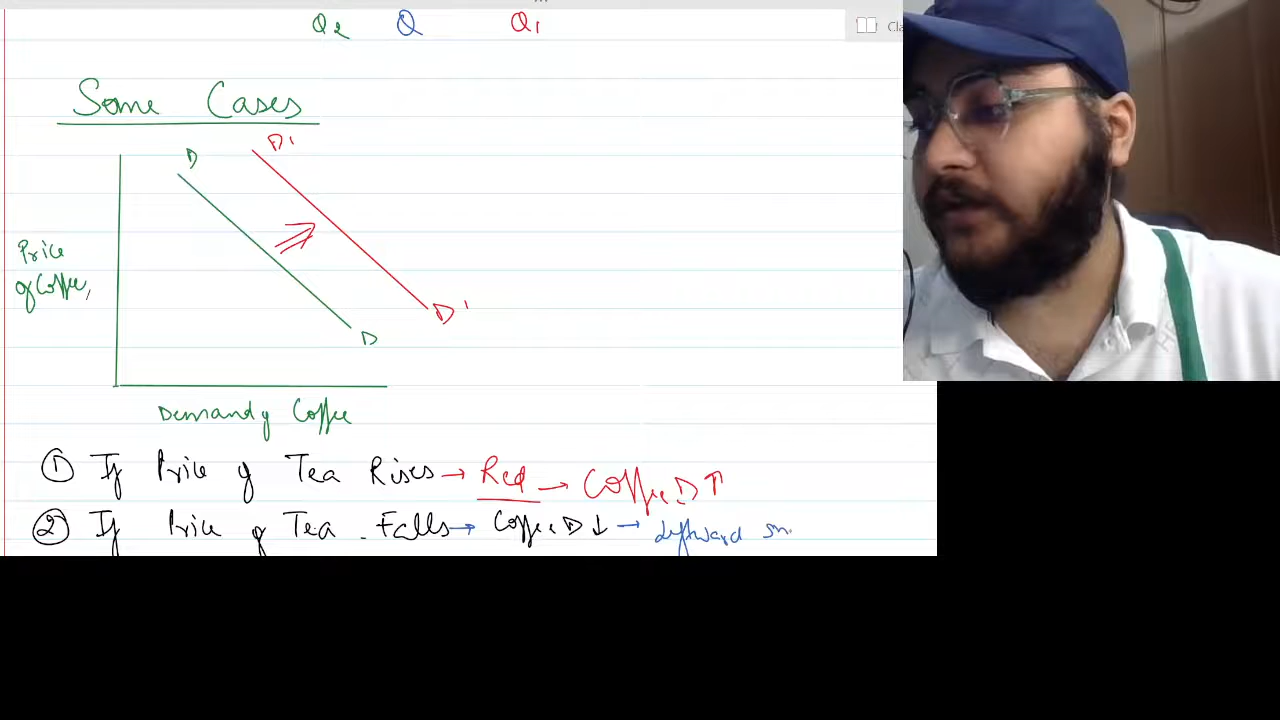 Q2 Q Q1
Cla
Some Cases
D D'
Price
of Coffee
D'
D
Demand of Coffee
① If Price of Tea Rises → Red → Coffee D ↑
② If Price of Tea Falls → Coffee D ↓ → Leftward